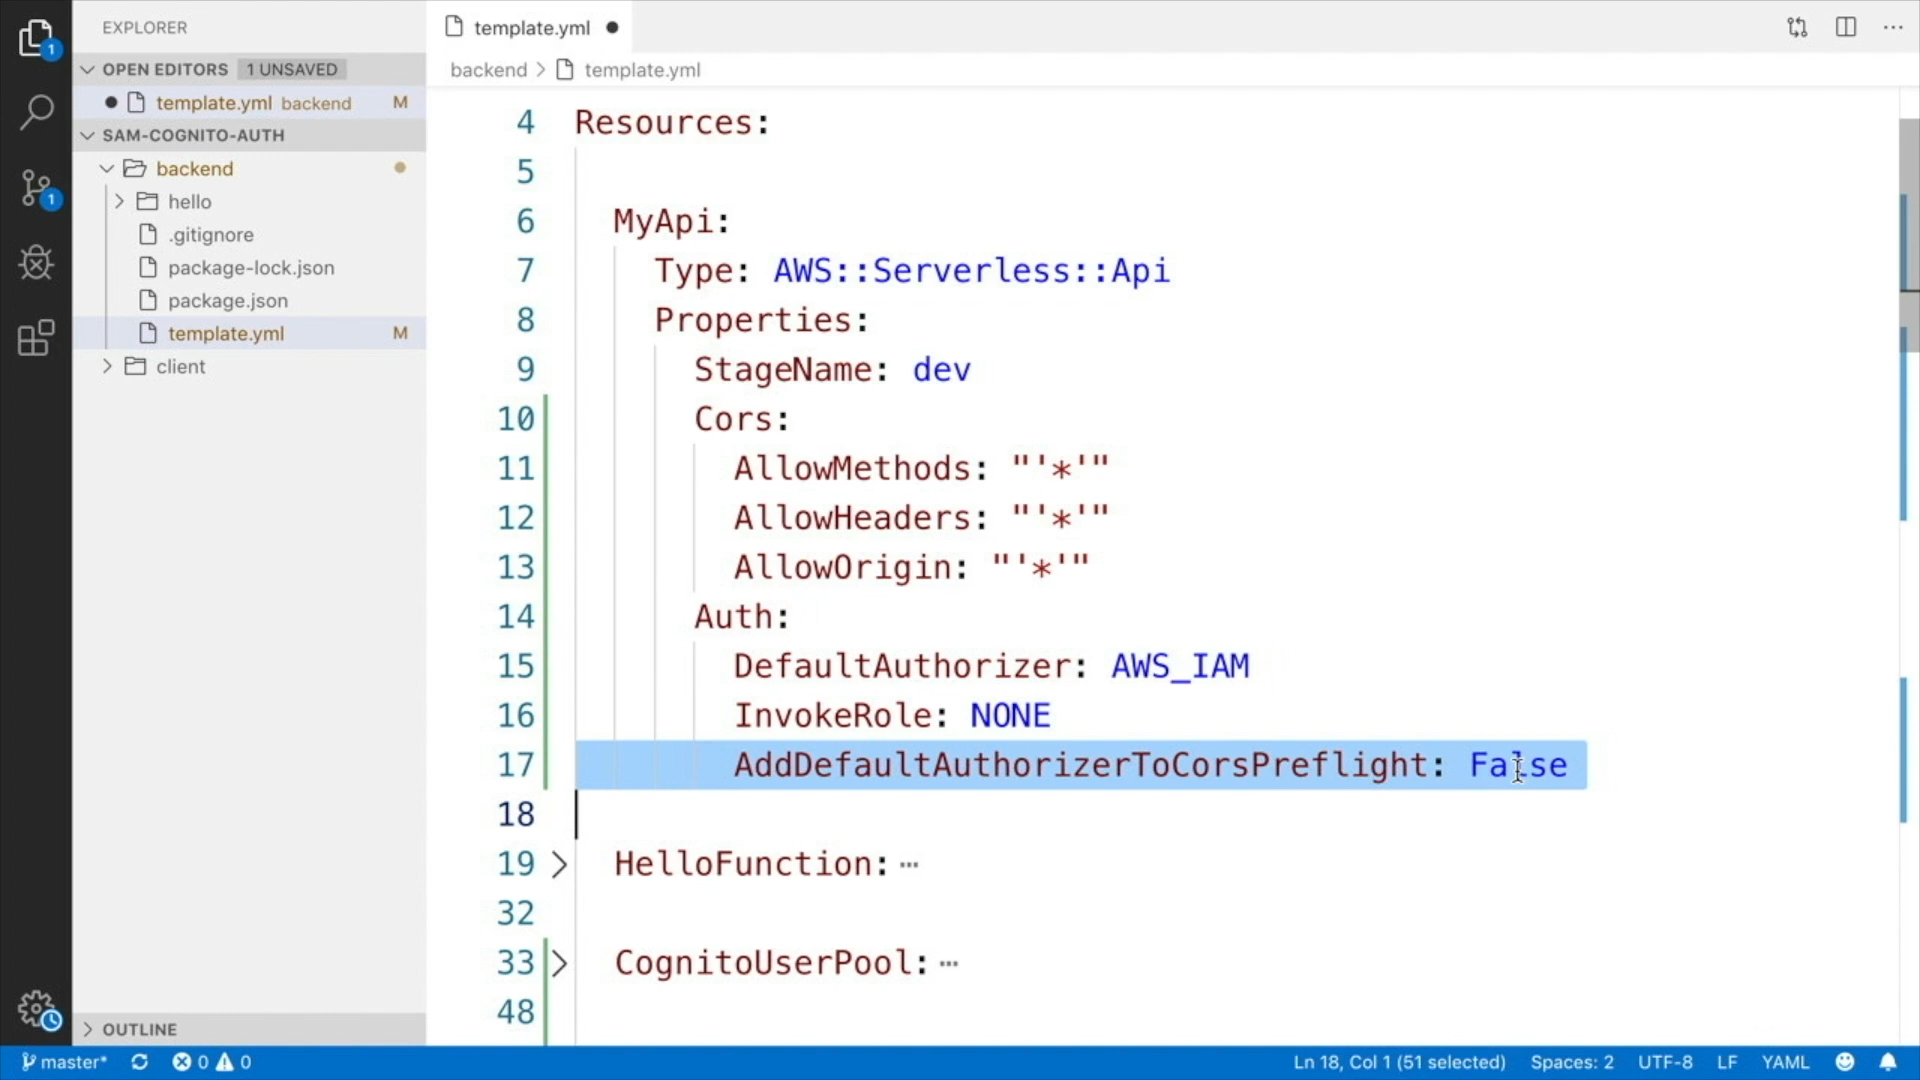 EXPLORER
OPEN EDITORS 1 UNSAVED
template.yml backend M
SAM-COGNITO-AUTH
backend
hello
.gitignore
package-lock.json
package.json
template.yml M
client
OUTLINE
1
1
template.yml
backend > template.yml
4 Resources:
5
6 MyApi:
7 Type: AWS::Serverless::Api
8 Properties:
9 StageName: dev
10 Cors:
11 AllowMethods: "'*'"
12 AllowHeaders: "'*'"
13 AllowOrigin: "'*'"
14 Auth:
15 DefaultAuthorizer: AWS_IAM
16 InvokeRole: NONE
17 AddDefaultAuthorizerToCorsPreflight: False
18
19 HelloFunction:…
32
33 CognitoUserPool:…
48
master* 0 0 Ln 18, Col 1 (51 selected) Spaces: 2 UTF-8 LF YAML